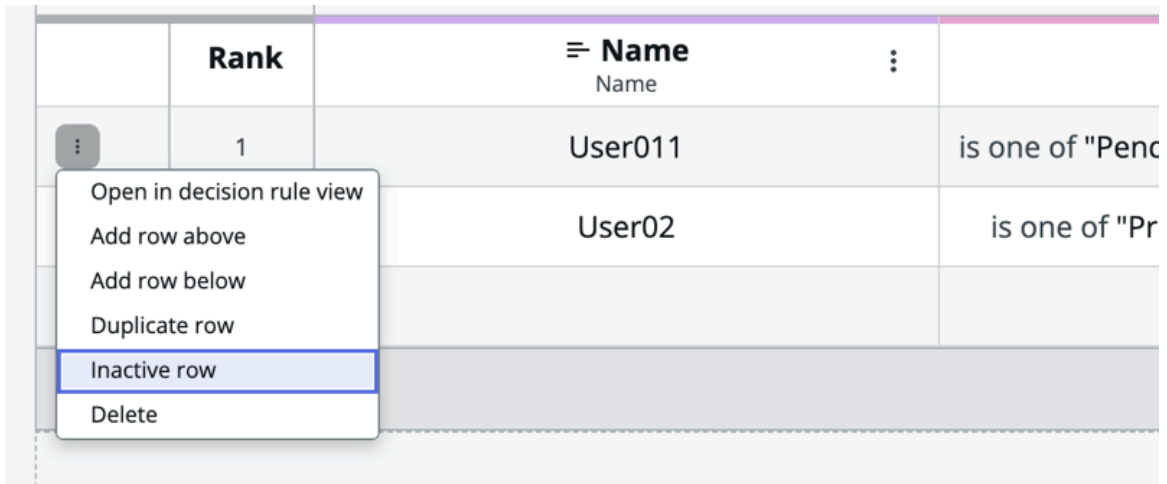 Rank
Name
Name
1
User011
is one of "Pend
Open in decision rule view
Add row above
User02
is one of "Pr
Add row below
Duplicate row
Inactive row
Delete